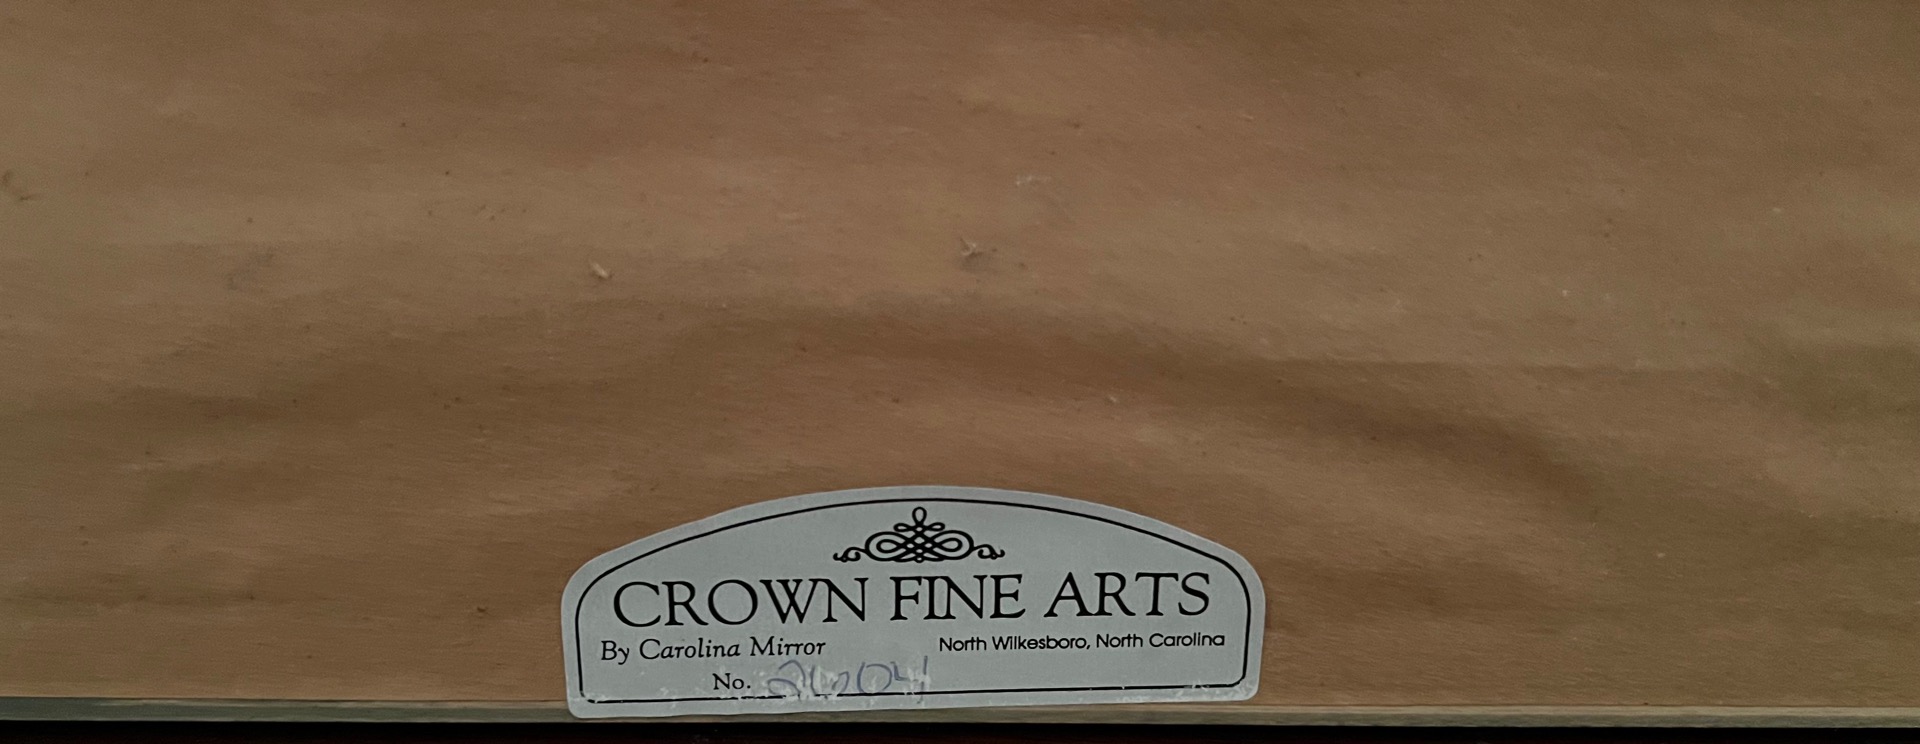 CROWN FINE ARTS
By Carolina Mirror
North Wilkesboro, North Carolina
No.